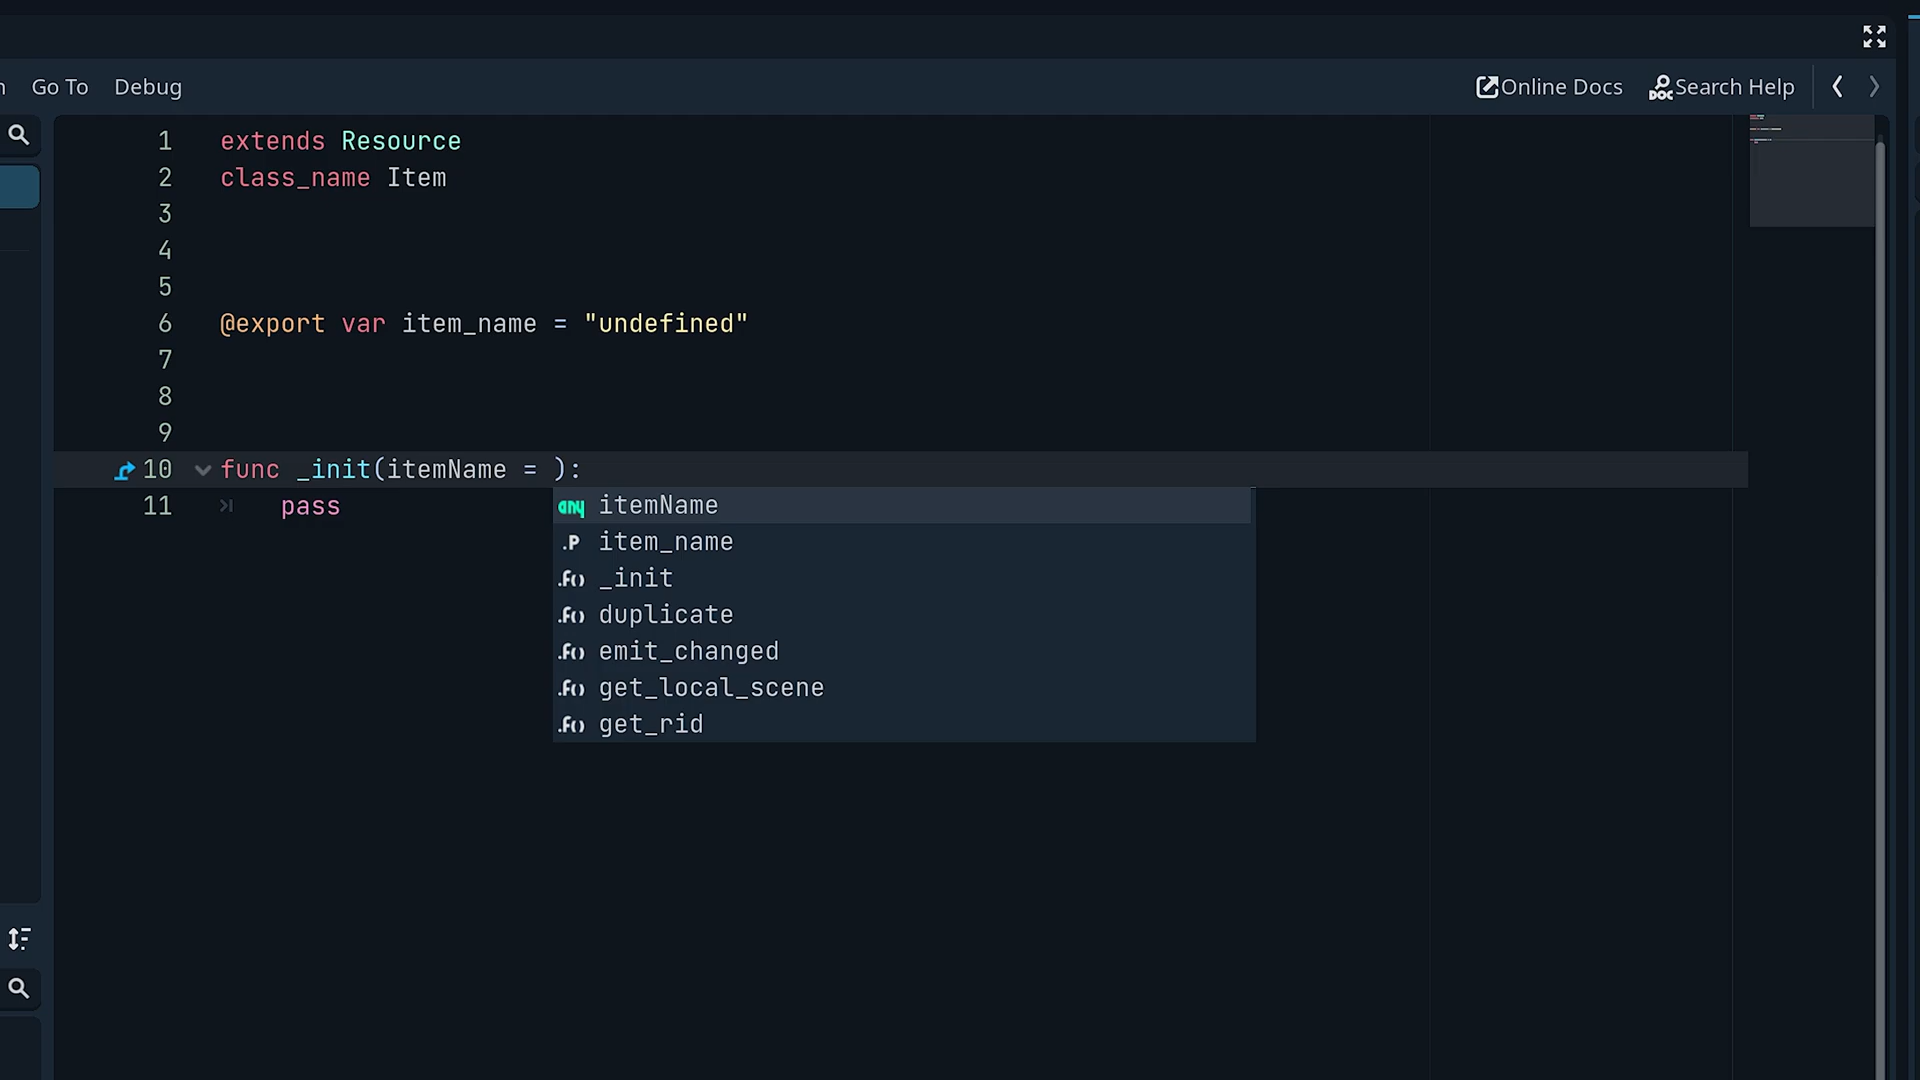 Go To Debug Online Docs Search Help
1 extends Resource
2 class_name Item
3
4
5
6 @export var item_name = "undefined"
7
8
9
10 func _init(itemName = ):
11 pass
any itemName
.P item_name
.f() _init
.f() duplicate
.f() emit_changed
.f() get_local_scene
.f() get_rid